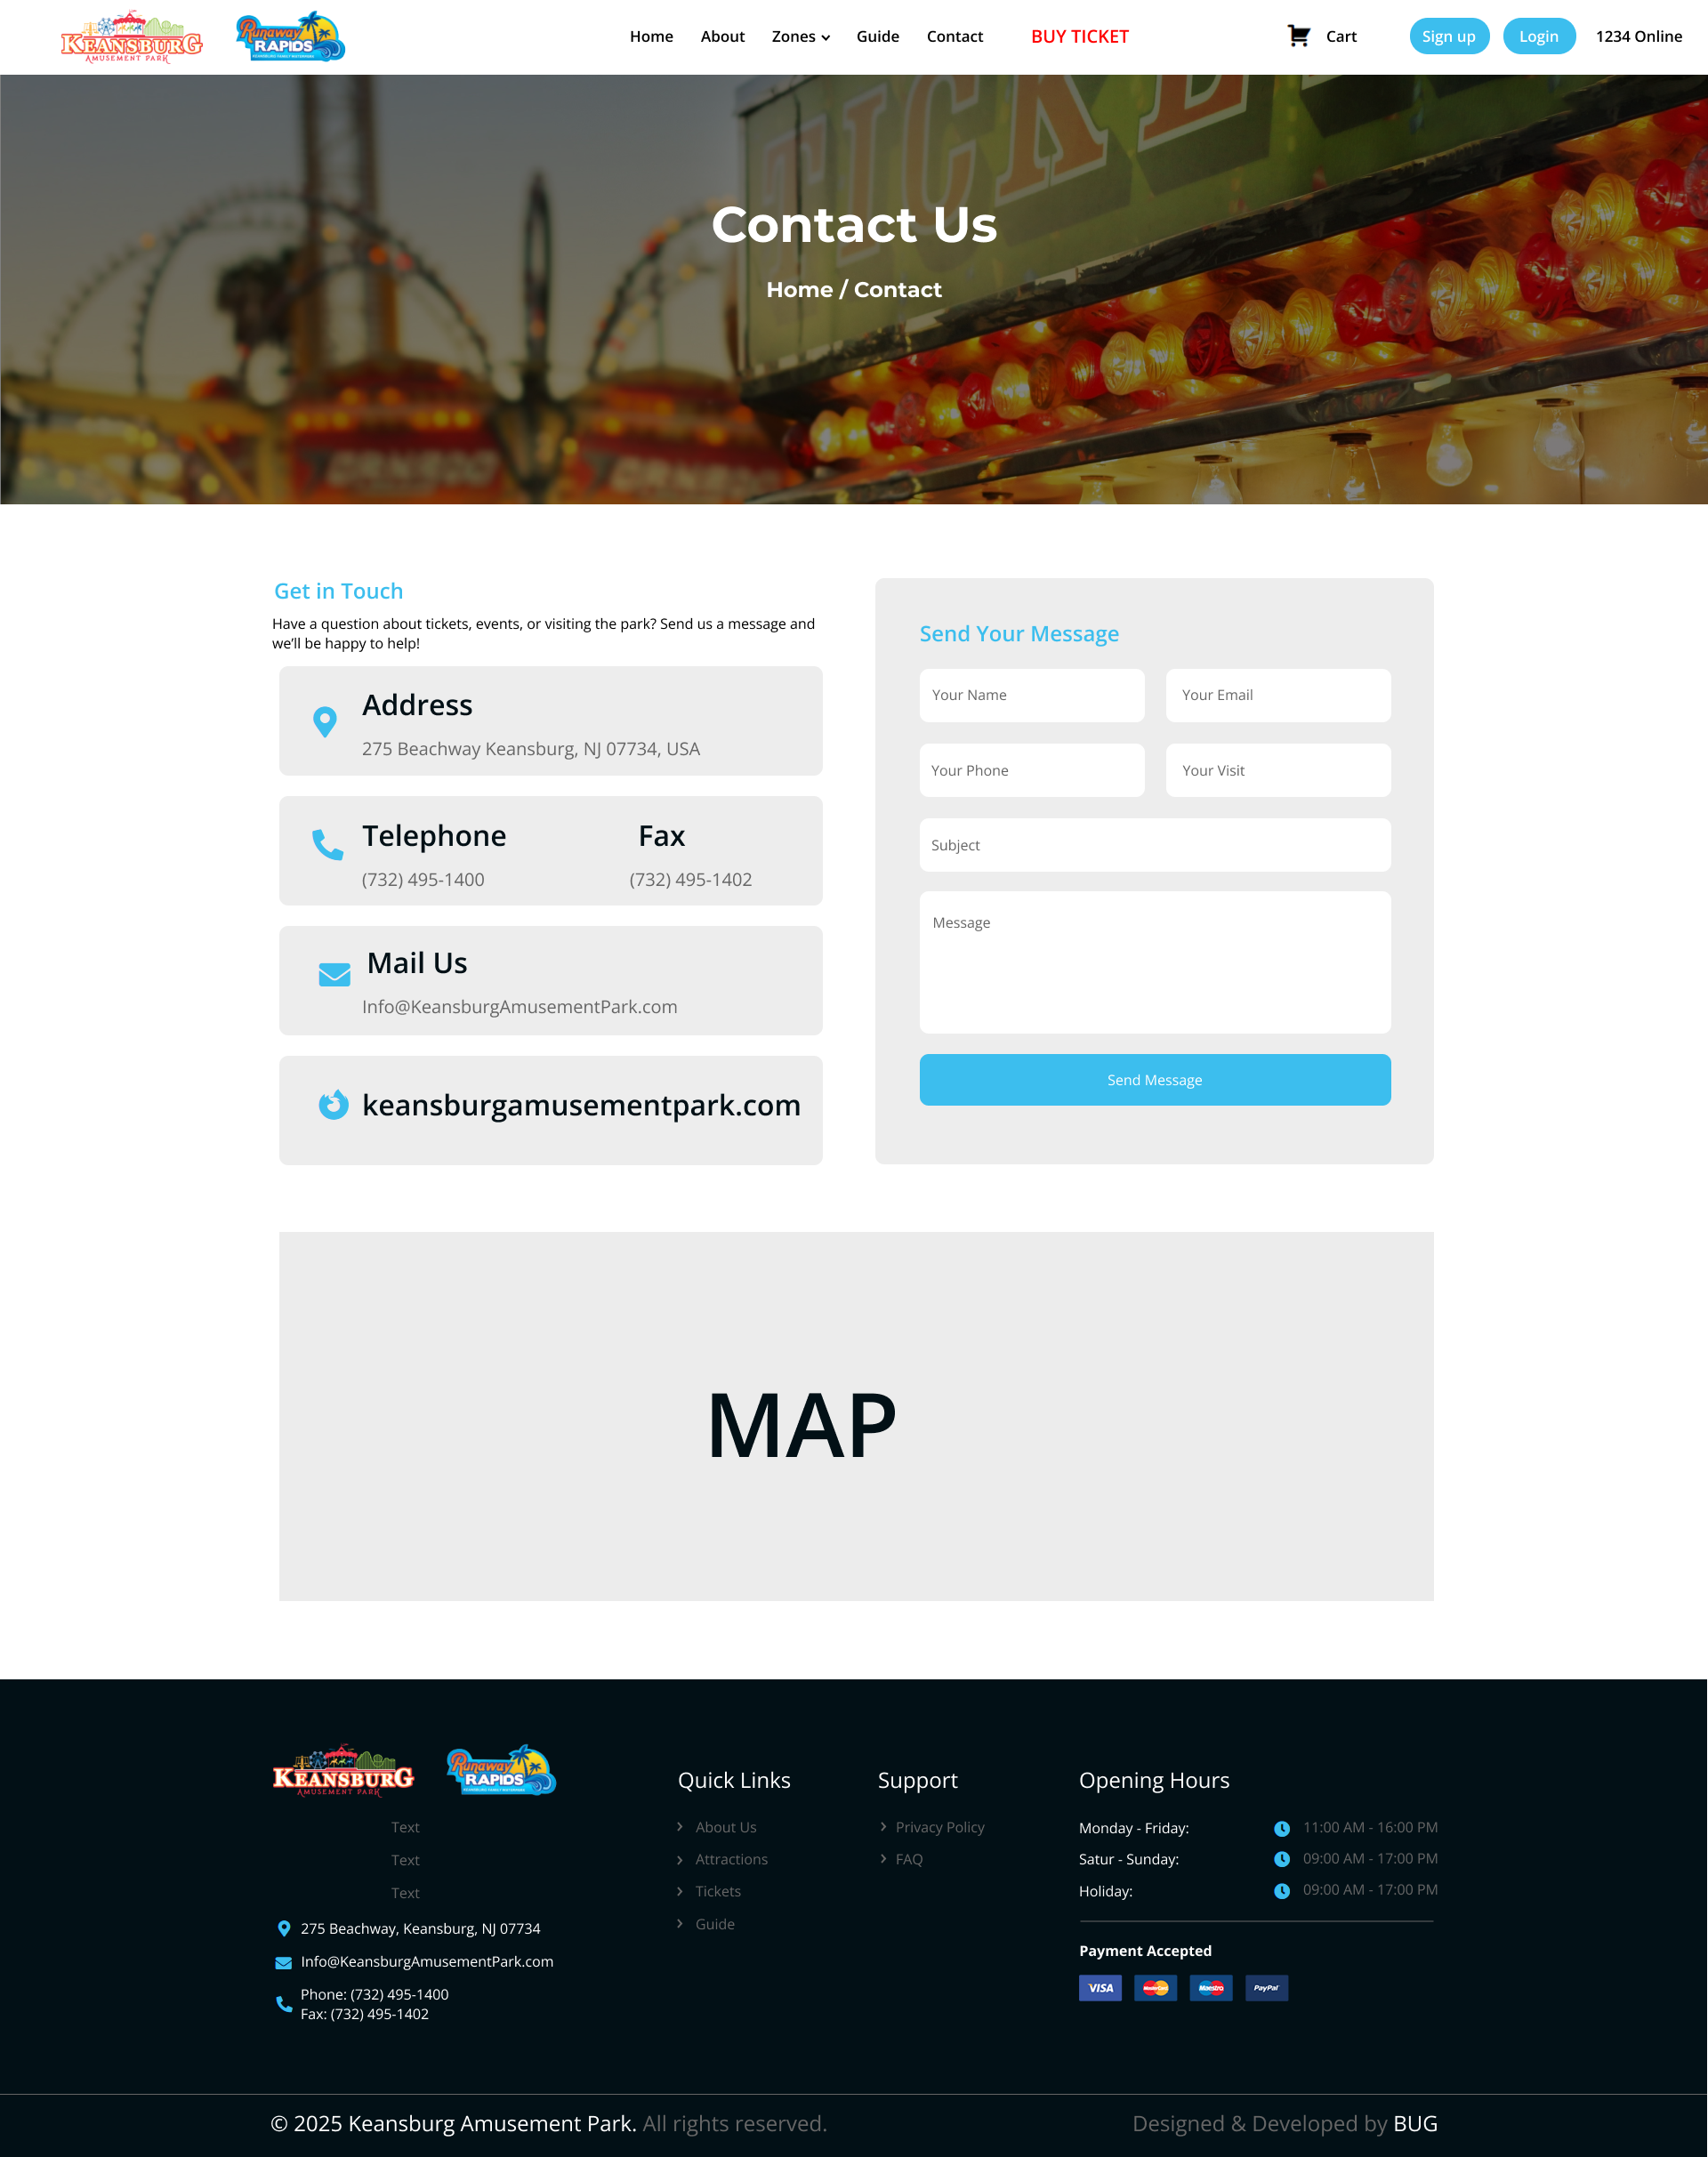 KEANSBURG
AMUSEMENT PARK
Runaway
RAPIDS
Home
About
Zones
Guide
Contact
BUY TICKET
Cart
Sign up
Login
1234 Online
TICKET
Contact Us
Home / Contact
Get in Touch
Have a question about tickets, events, or visiting the park? Send us a message and
we’ll be happy to help!
Address
275 Beachway Keansburg, NJ 07734, USA
Telephone
Fax
(732) 495-1400
(732) 495-1402
Mail Us
Info@KeansburgAmusementPark.com
keansburgamusementpark.com
Send Your Message
Your Name
Your Email
Your Phone
Your Visit
Subject
Message
Send Message
MAP
KEANSBURG
AMUSEMENT PARK
Runaway
RAPIDS
Text
Text
Text
275 Beachway, Keansburg, NJ 07734
Info@KeansburgAmusementPark.com
Phone: (732) 495-1400
Fax: (732) 495-1402
Quick Links
About Us
Attractions
Tickets
Guide
Support
Privacy Policy
FAQ
Opening Hours
Monday - Friday:
11:00 AM - 16:00 PM
Satur - Sunday:
09:00 AM - 17:00 PM
Holiday:
09:00 AM - 17:00 PM
Payment Accepted
VISA
MasterCard
Maestro
PayPal
© 2025 Keansburg Amusement Park. All rights reserved.
Designed & Developed by BUG